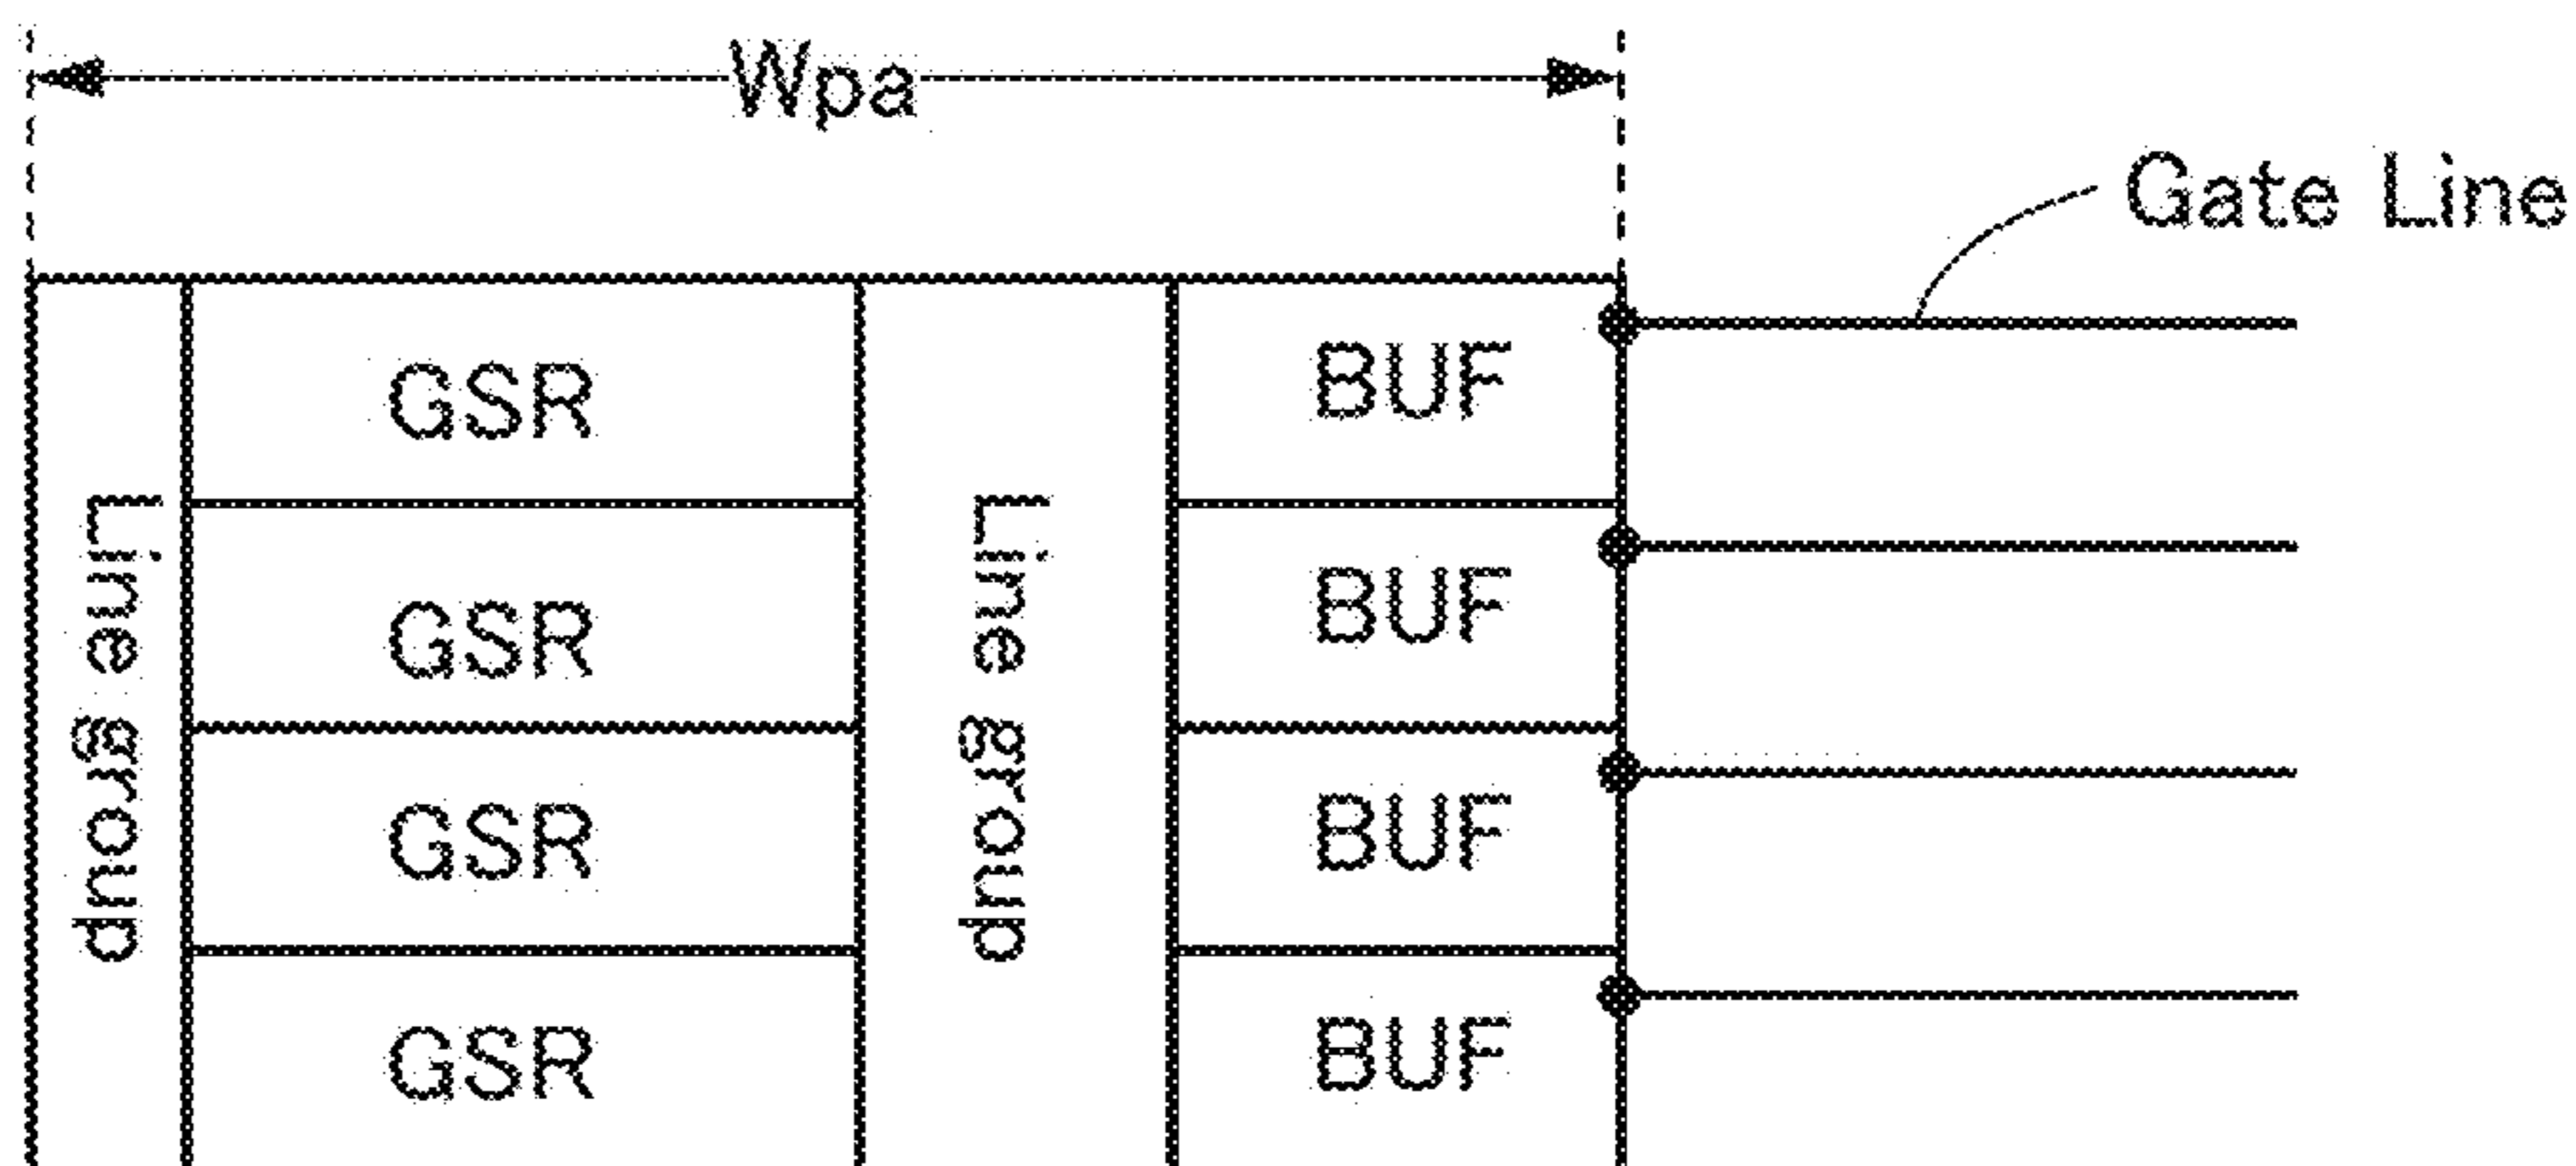 Wpa
Gate Line
GSR
BUF
GSR
BUF
GSR
BUF
GSR
BUF
Line group
Line group